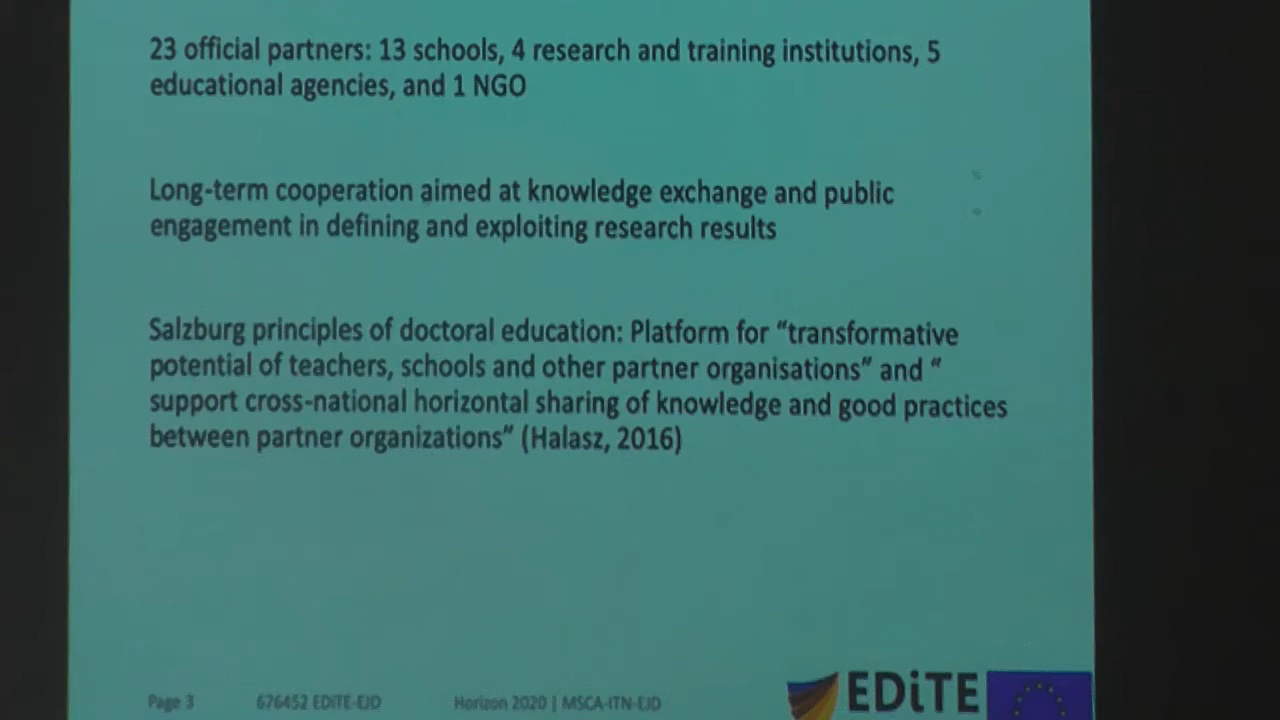 23 official partners: 13 schools, 4 research and training institutions, 5
educational agencies, and 1 NGO
Long-term cooperation aimed at knowledge exchange and public
engagement in defining and exploiting research results
Salzburg principles of doctoral education: Platform for “transformative
potential of teachers, schools and other partner organisations” and “
support cross-national horizontal sharing of knowledge and good practices
between partner organizations” (Halasz, 2016)
Page 3 676452 EDiTE-EJD Horizon 2020 | MSCA-ITN-EJD
EDiTE